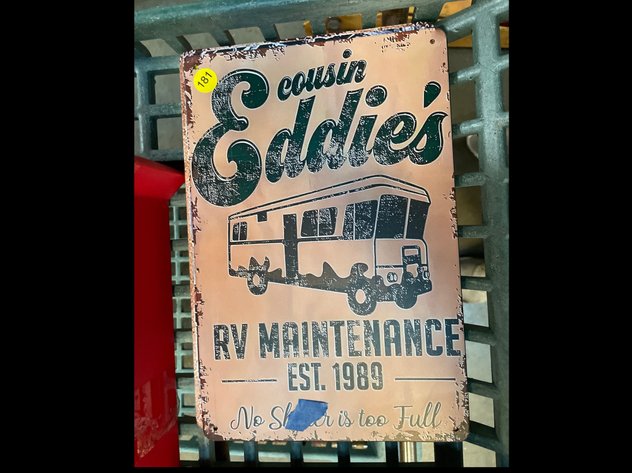 181
cousin
Eddie's
RV MAINTENANCE
EST. 1989
No is too Full